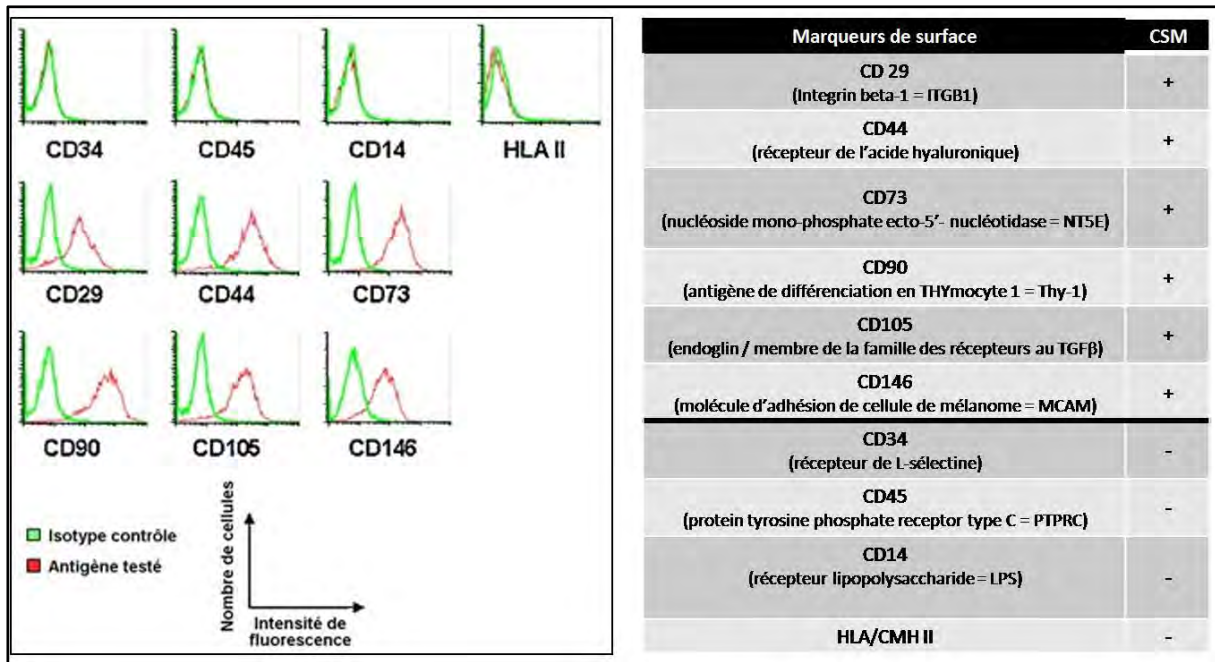 CD34 CD45 CD14 HLA II
CD29 CD44 CD73
CD90 CD105 CD146
Isotype contrôle
Antigène testé
Nombre de cellules
Intensité de
fluorescence
Marqueurs de surface CSM
CD 29
(Integrin beta-1 = ITGB1) +
CD44
(récepteur de l'acide hyaluronique) +
CD73
(nucléoside mono-phosphate ecto-5'- nucléotidase = NT5E) +
CD90
(antigène de différenciation en THYmocyte 1 = Thy-1) +
CD105
(endoglin / membre de la famille des récepteurs au TGFβ) +
CD146
(molécule d'adhésion de cellule de mélanome = MCAM) +
CD34
(récepteur de L-sélectine) -
CD45
(protein tyrosine phosphate receptor type C = PTPRC) -
CD14
(récepteur lipopolysaccharide = LPS) -
HLA/CMH II -